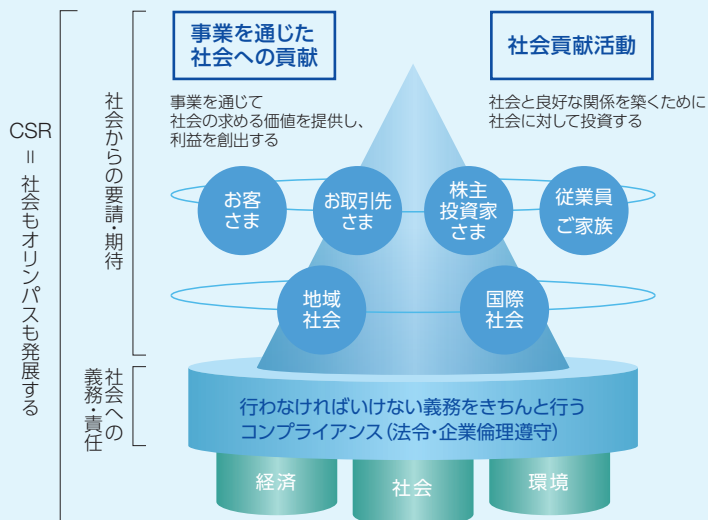 事業を通じた
社会への貢献
社会貢献活動
事業を通じて
社会の求める価値を提供し、
利益を創出する
社会と良好な関係を築くために
社会に対して投資する
CSR
=
社会もオリンパスも発展する
社会からの要請・期待
お客
さま
お取引先
さま
株主
投資家
さま
従業員
ご家族
地域
社会
国際
社会
社会への
義務・責任
行わなければいけない義務をきちんと行う
コンプライアンス(法令・企業倫理遵守)
経済
社会
環境